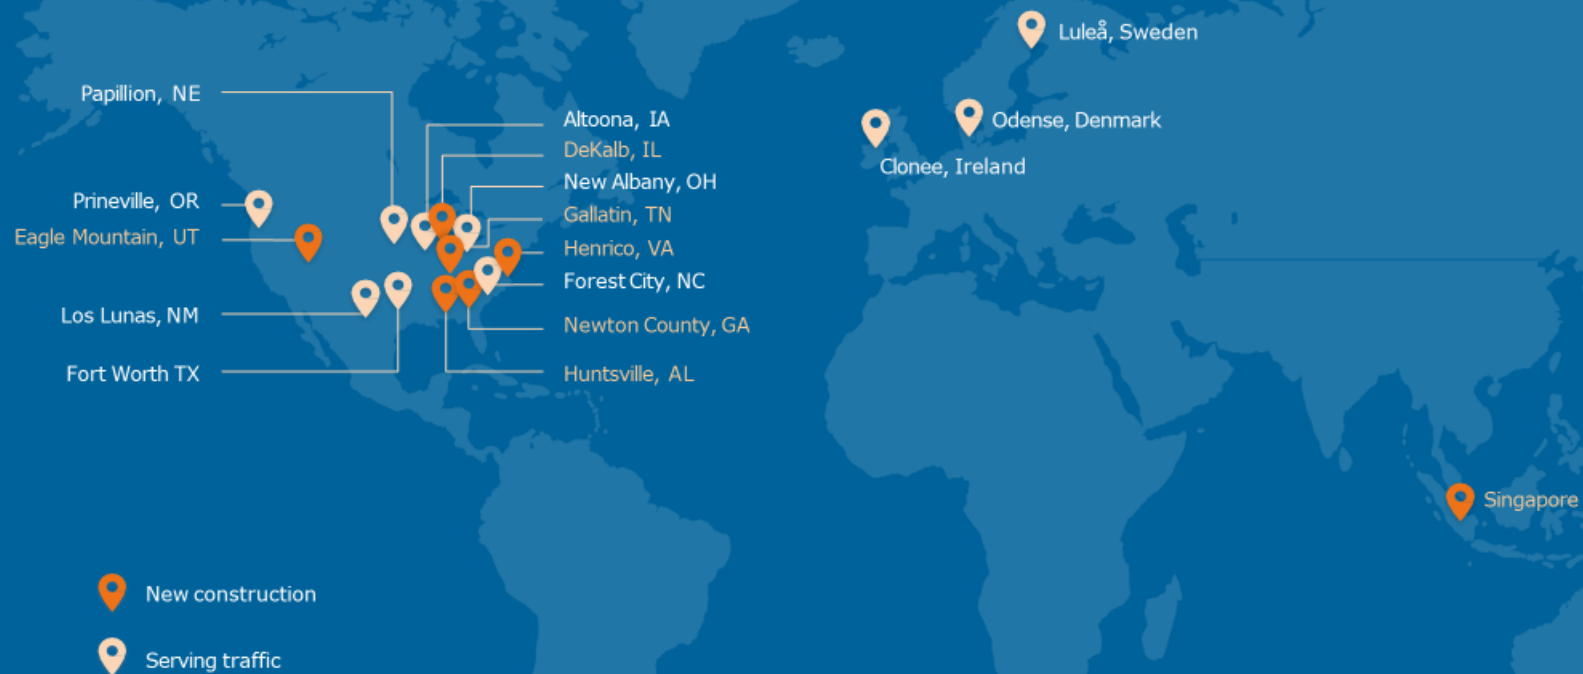 Luleå, Sweden
Papillion, NE
Altoona, IA
Odense, Denmark
DeKalb, IL
Clonee, Ireland
New Albany, OH
Prineville, OR
Gallatin, TN
Eagle Mountain, UT
Henrico, VA
Forest City, NC
Los Lunas, NM
Newton County, GA
Fort Worth TX
Huntsville, AL
Singapore
New construction
Serving traffic